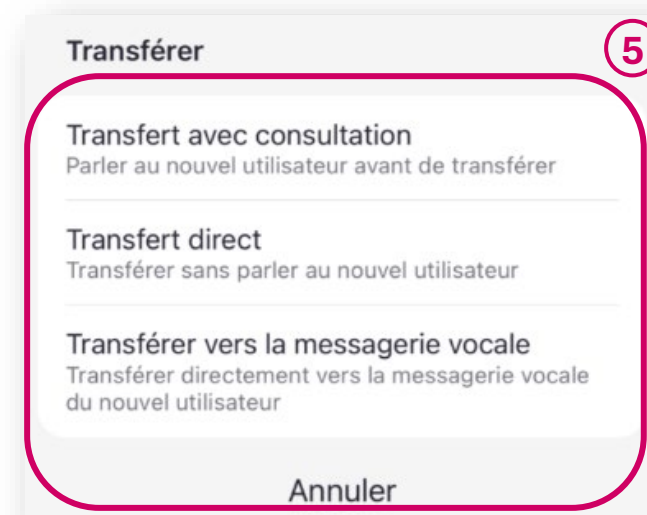 Transférer
5
Transfert avec consultation
Parler au nouvel utilisateur avant de transférer
Transfert direct
Transférer sans parler au nouvel utilisateur
Transférer vers la messagerie vocale
Transférer directement vers la messagerie vocale
du nouvel utilisateur
Annuler